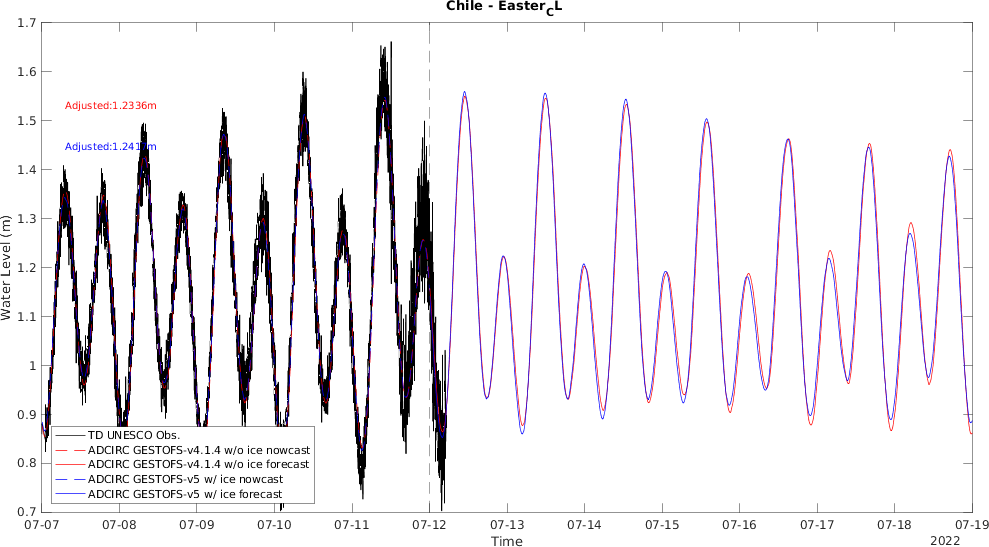 Chile - Easter_CL
1.7
1.6
1.5
1.4
1.3
1.2
1.1
1
0.9
0.8
0.7
Water Level (m)
Adjusted:1.2336m
TD UNESCO Obs.
ADCIRC GESTOFS-v4.1.4 w/o ice nowcast
ADCIRC GESTOFS-v4.1.4 w/o ice forecast
ADCIRC GESTOFS-v5 w/ ice nowcast
ADCIRC GESTOFS-v5 w/ ice forecast
07-07 07-08 07-09 07-10 07-11 07-12 07-13 07-14 07-15 07-16 07-17 07-18 07-19
Time
2022